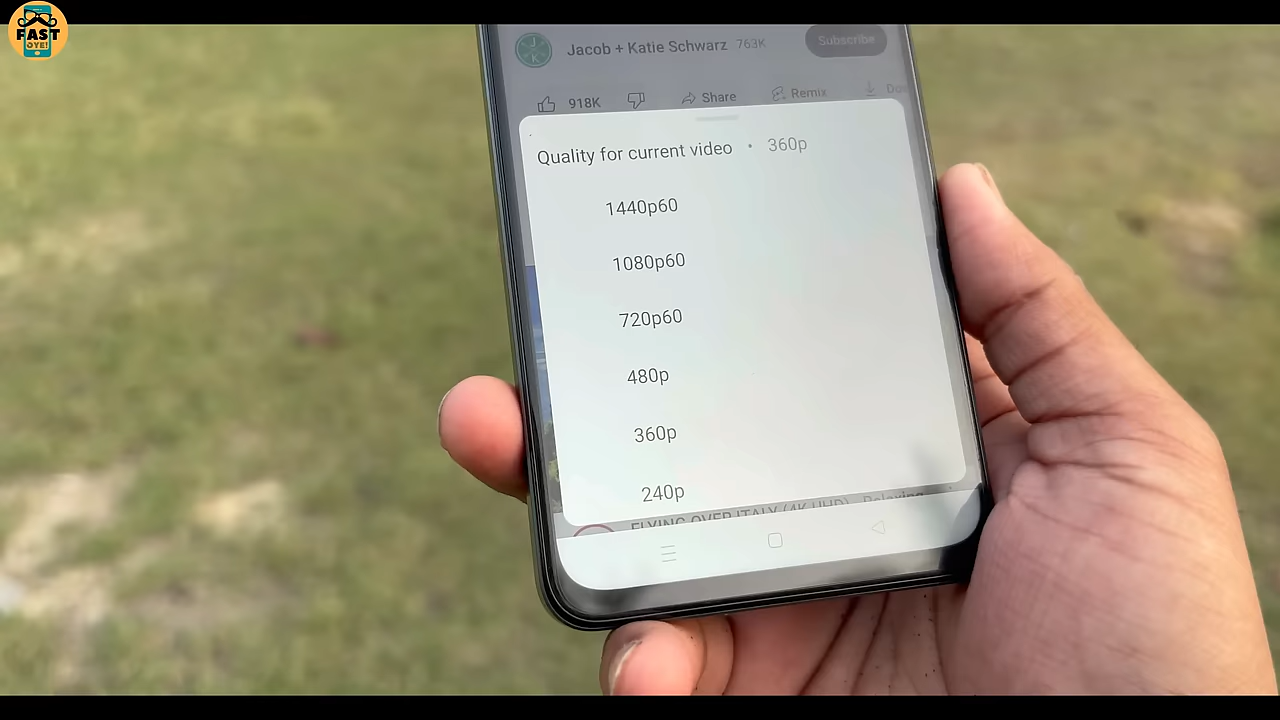 FAST
OYE!
J
K
Jacob + Katie Schwarz 763K
Subscribe
918K
Share
Remix
Quality for current video • 360p
1440p60
1080p60
720p60
480p
360p
240p
FLYING OVER ITALY (4K UHD) - Relaxing